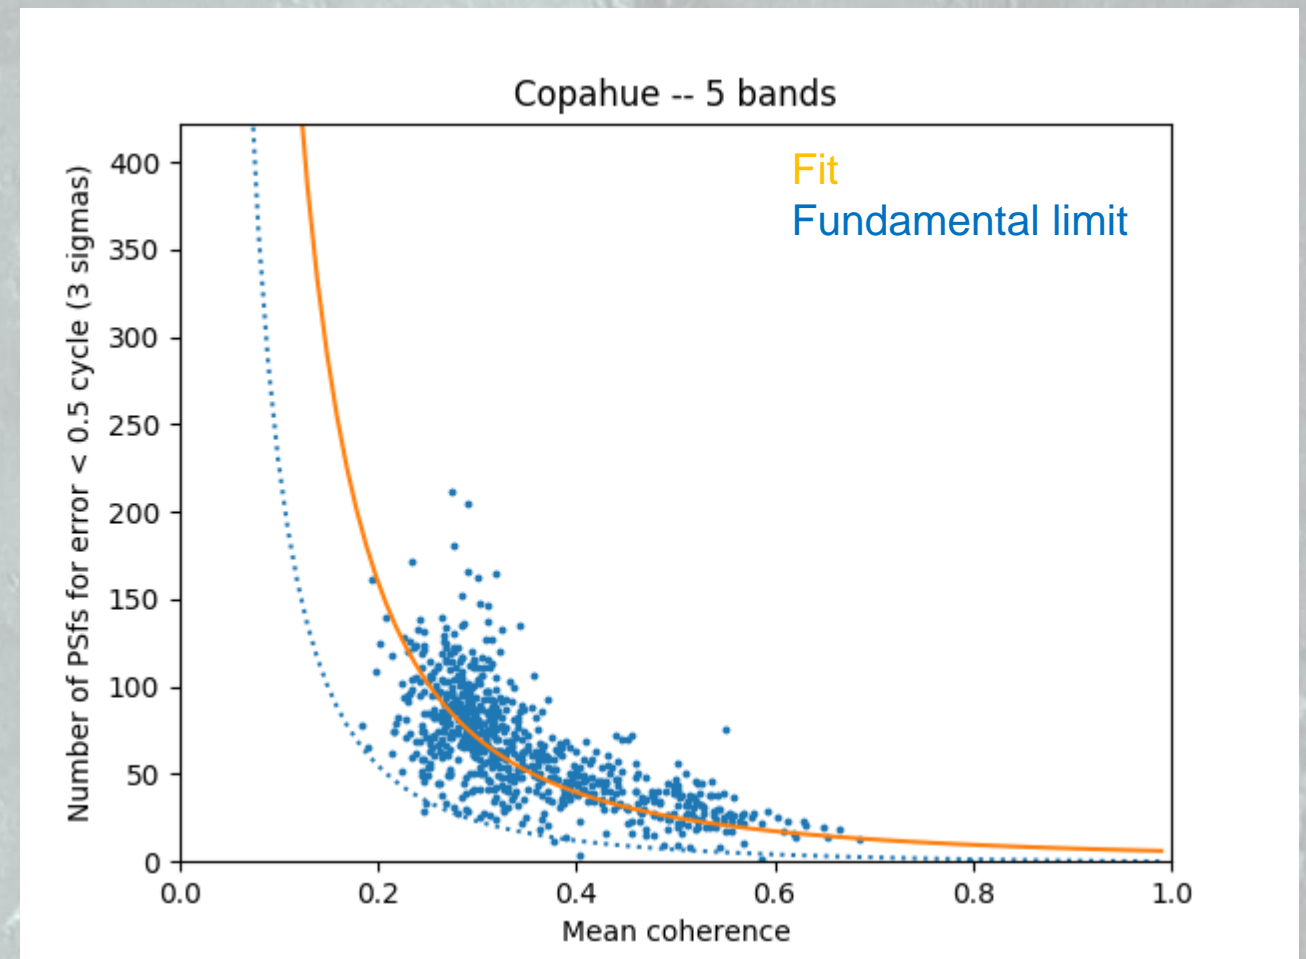 Copahue -- 5 bands
Fit
Fundamental limit
Number of PSfs for error < 0.5 cycle (3 sigmas)
400
350
300
250
200
150
100
50
0
0.0 0.2 0.4 0.6 0.8 1.0
Mean coherence